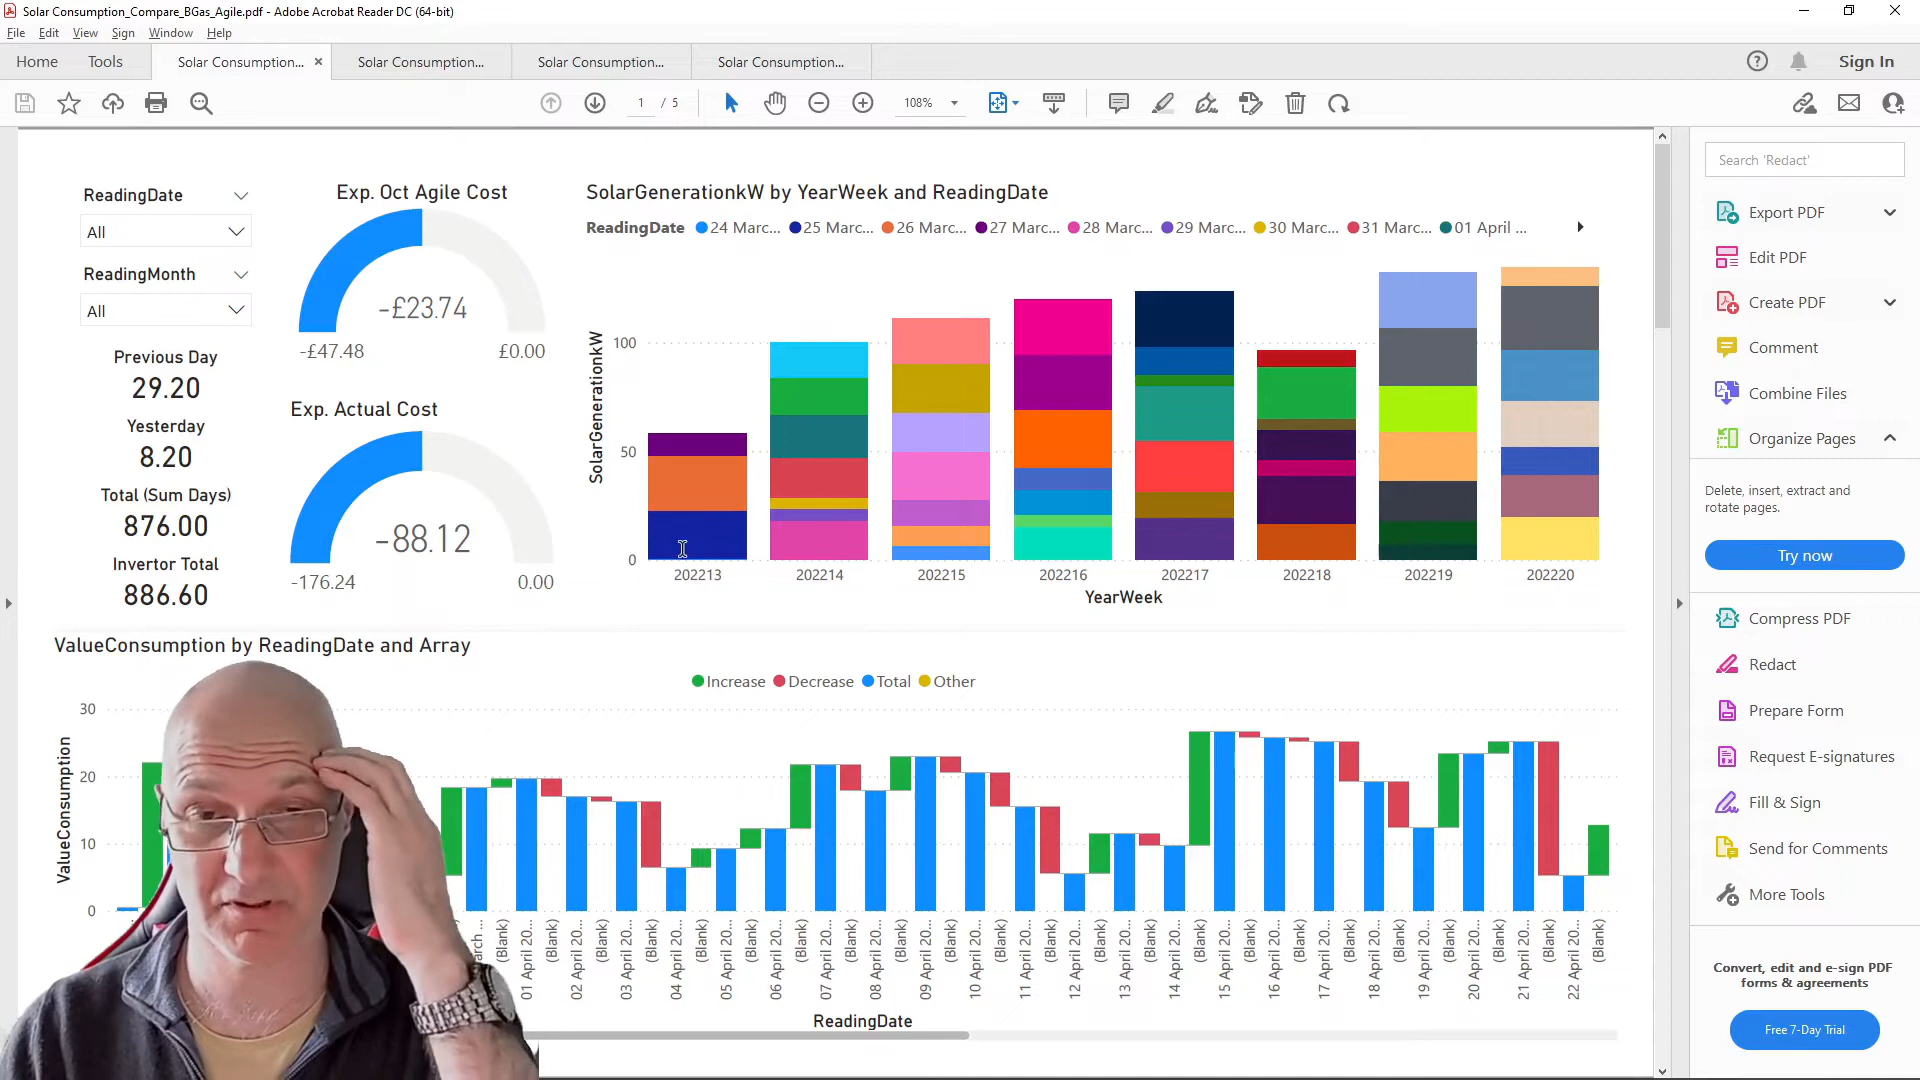 Solar Consumption_Compare_BGas_Agile.pdf - Adobe Acrobat Reader DC (64-bit)
File Edit View Sign Window Help
Home Tools Solar Consumption... × Solar Consumption... Solar Consumption... Solar Consumption... Sign In
1 / 5 108%
Search 'Redact'
Export PDF
Edit PDF
Create PDF
Comment
Combine Files
Organize Pages
Delete, insert, extract and
rotate pages.
Try now
Compress PDF
Redact
Prepare Form
Request E-signatures
Fill & Sign
Send for Comments
More Tools
Convert, edit and e-sign PDF
forms & agreements
Free 7-Day Trial
ReadingDate
All
ReadingMonth
All
Previous Day
29.20
Yesterday
8.20
Total (Sum Days)
876.00
Invertor Total
886.60
Exp. Oct Agile Cost
-£23.74
-£47.48 £0.00
Exp. Actual Cost
-88.12
-176.24 0.00
SolarGenerationkW by YearWeek and ReadingDate
ReadingDate 24 Marc... 25 Marc... 26 Marc... 27 Marc... 28 Marc... 29 Marc... 30 Marc... 31 Marc... 01 April ...
SolarGenerationkW
100
50
0
202213 202214 202215 202216 202217 202218 202219 202220
YearWeek
ValueConsumption by ReadingDate and Array
Increase Decrease Total Other
ValueConsumption
30
20
10
0
(Blank)
01 April 20...
(Blank)
02 April 20...
(Blank)
03 April 20...
(Blank)
04 April 20...
(Blank)
05 April 20...
(Blank)
06 April 20...
(Blank)
07 April 20...
(Blank)
08 April 20...
(Blank)
09 April 20...
(Blank)
10 April 20...
(Blank)
11 April 20...
(Blank)
12 April 20...
(Blank)
13 April 20...
(Blank)
14 April 20...
(Blank)
15 April 20...
(Blank)
16 April 20...
(Blank)
17 April 20...
(Blank)
18 April 20...
(Blank)
19 April 20...
(Blank)
20 April 20...
(Blank)
21 April 20...
(Blank)
22 April 20...
(Blank)
ReadingDate